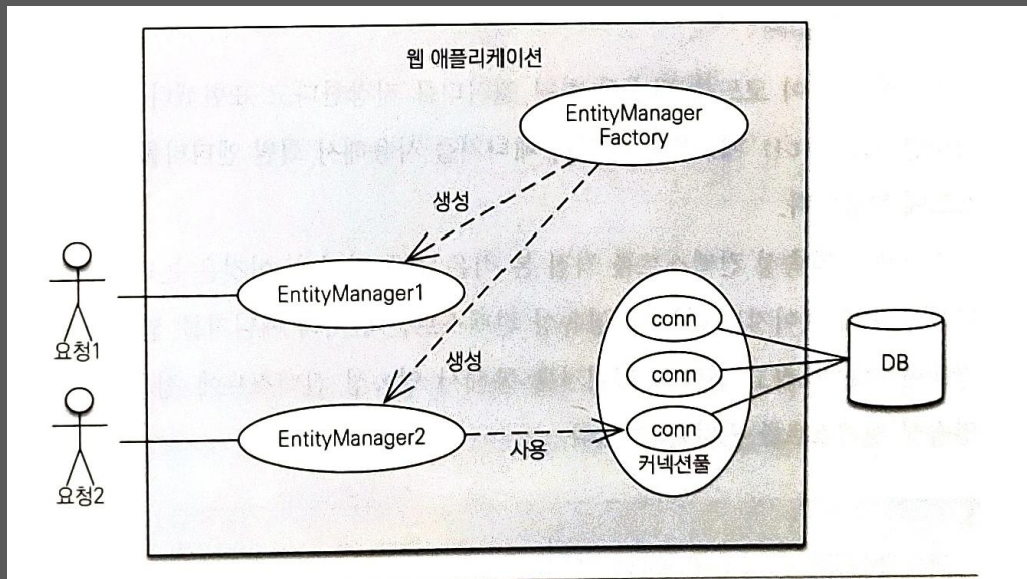 웹 애플리케이션
EntityManager
Factory
생성
EntityManager1
요청1
conn
conn
conn
커넥션풀
DB
생성
EntityManager2
사용
요청2